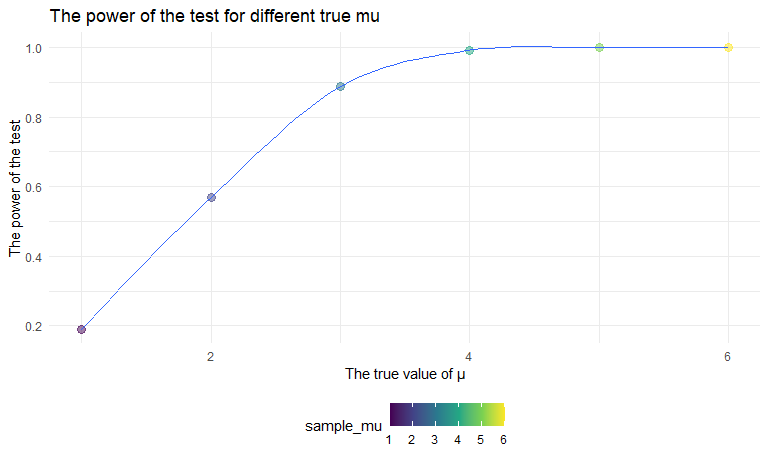 The power of the test for different true mu
The power of the test
1.0
0.8
0.6
0.4
0.2
2 4 6
The true value of μ
sample_mu
1 2 3 4 5 6